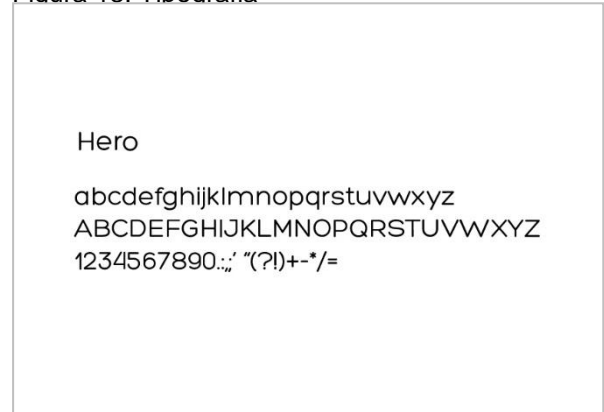 Hero
abcdefghijklmnopqrstuvwxyz
ABCDEFGHIJKLMNOPQRSTUVWXYZ
1234567890.:,;' "(?!)+-*/=